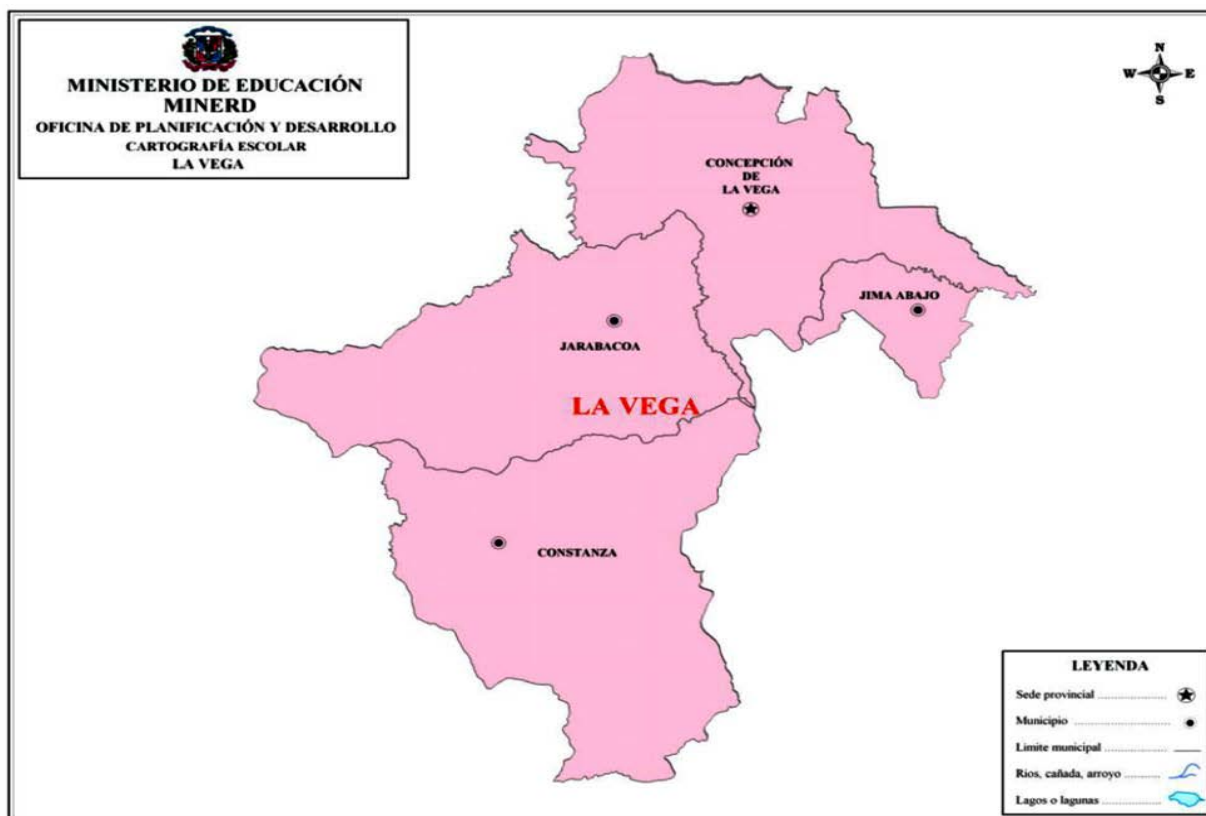 MINISTERIO DE EDUCACIÓN
MINERD
OFICINA DE PLANIFICACIÓN Y DESARROLLO
CARTOGRAFÍA ESCOLAR
LA VEGA
N
W E
S
CONCEPCIÓN
DE
LA VEGA
JIMA ABAJO
JARABACOA
LA VEGA
CONSTANZA
LEYENDA
Sede provincial
Municipio
Limite municipal
Rios, cañada, arroyo
Lagos o lagunas